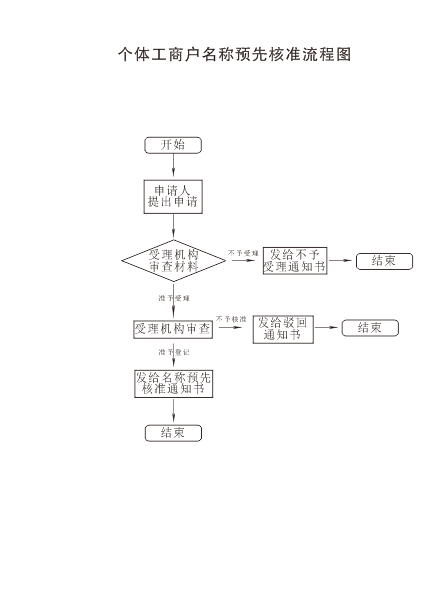 个体工商户名称预先核准流程图
开始
申请人
提出申请
受理机构
审查材料
不予受理
发给不予
受理通知书
结束
准予受理
受理机构审查
不予核准
发给驳回
通知书
结束
准予登记
发给名称预先
核准通知书
结束